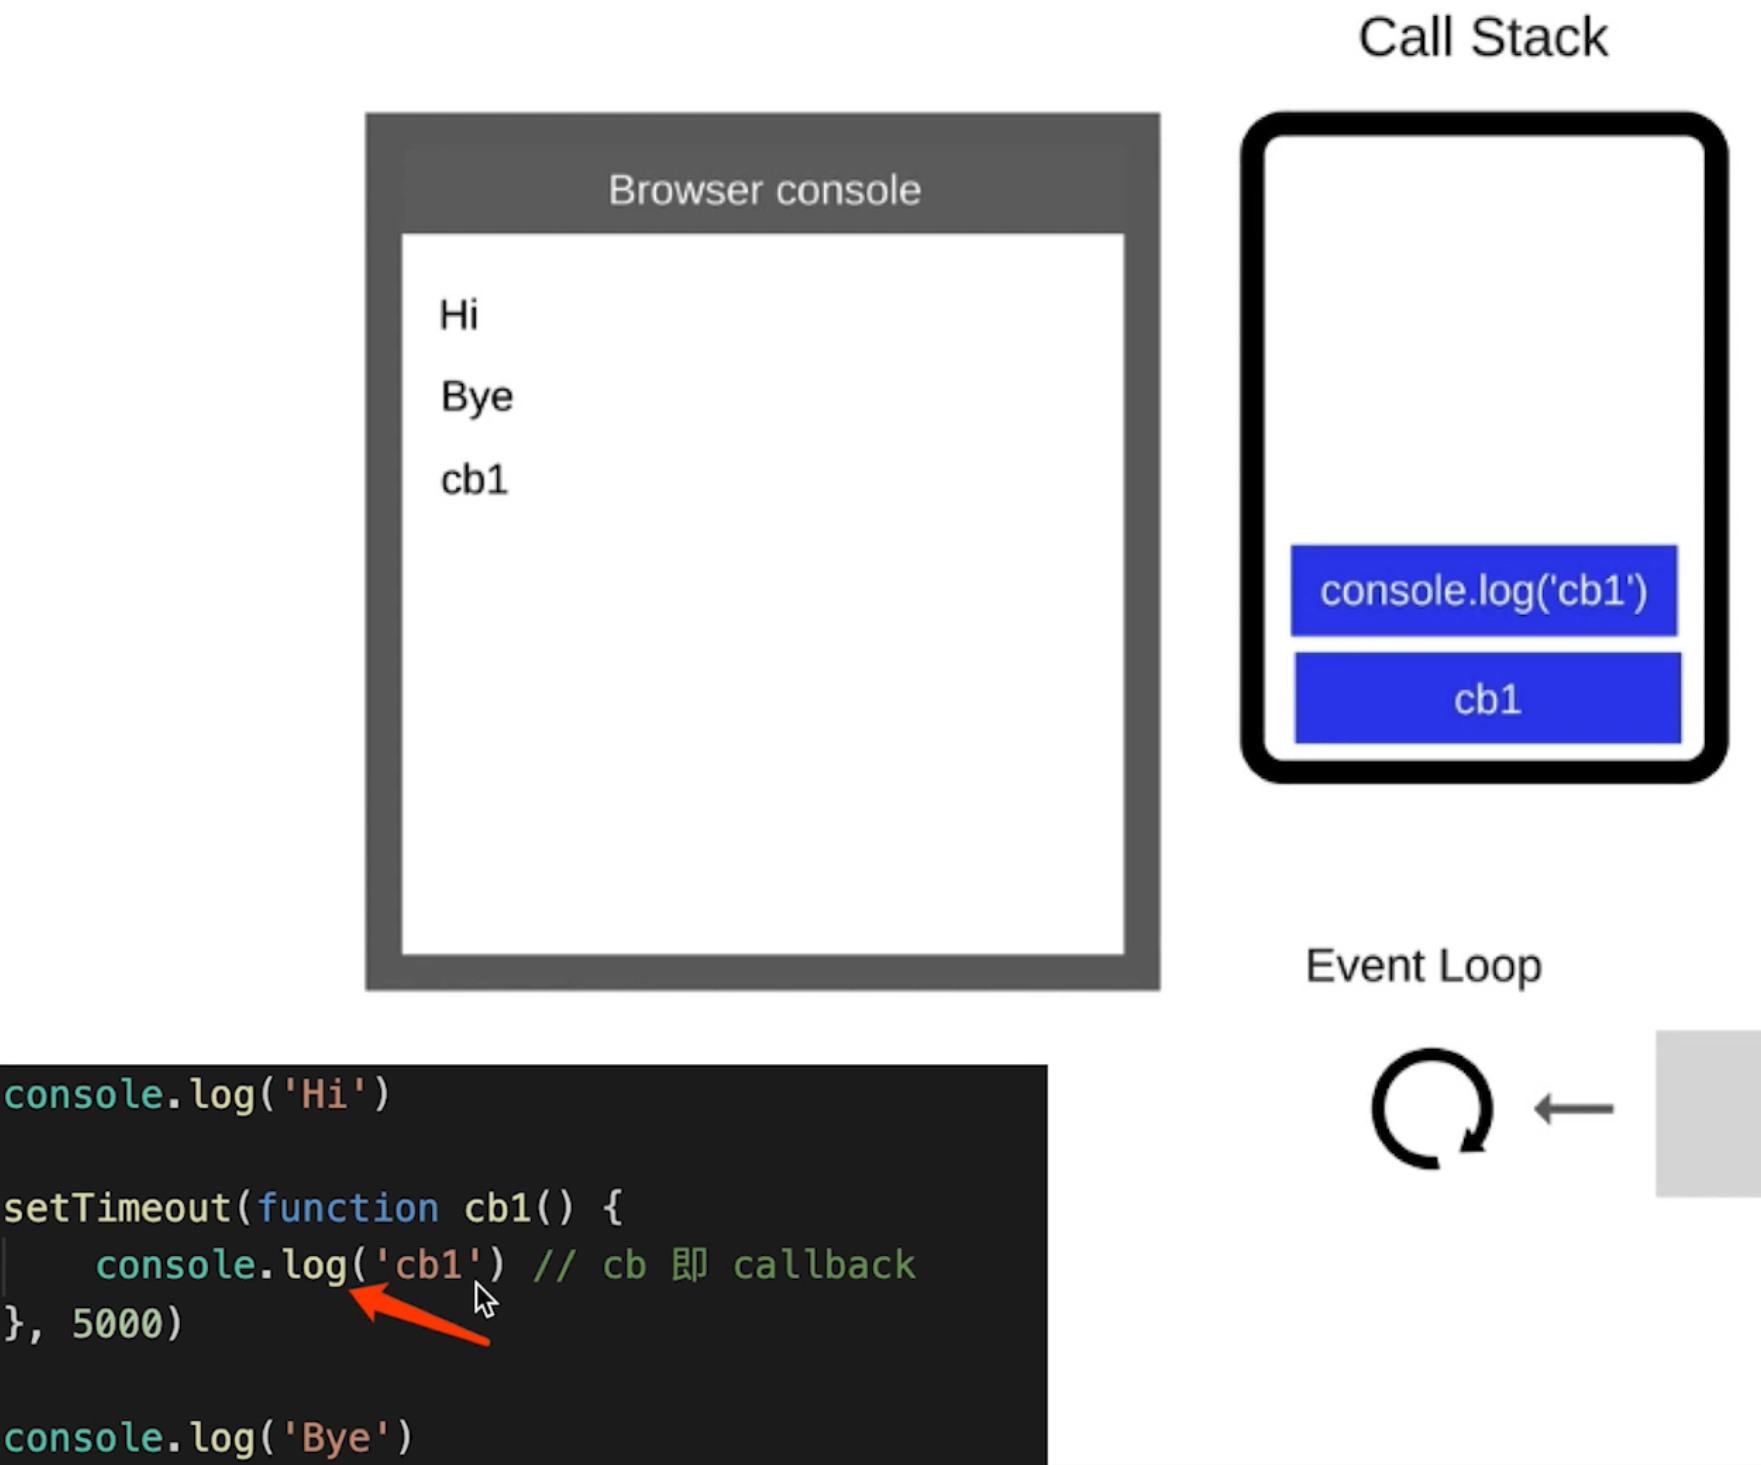 Call Stack
Browser console
Hi
Bye
cb1
console.log('cb1')
cb1
Event Loop
console.log('Hi')
setTimeout(function cb1() {
    console.log('cb1') // cb 即 callback
}, 5000)
console.log('Bye')